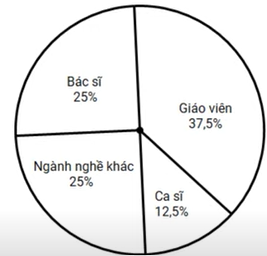 Bác sĩ
25%
Giáo viên
37,5%
Ngành nghề khác
25%
Ca sĩ
12,5%